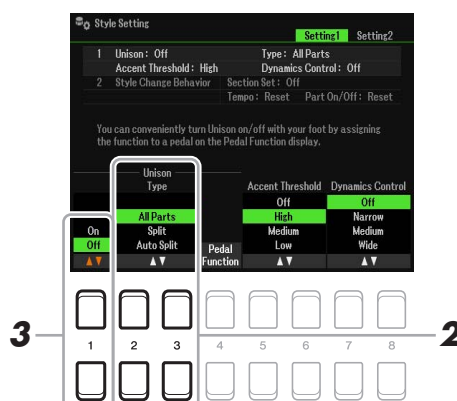 Style Setting
Setting1 Setting2
1 Unison: Off Type: All Parts
Accent Threshold: High Dynamics Control: Off
2 Style Change Behavior Section Set: Off
Tempo: Reset Part On/Off: Reset
You can conveniently turn Unison on/off with your foot by assigning
the function to a pedal on the Pedal Function display.
Unison
Type Accent Threshold Dynamics Control
Off Off
All Parts High Narrow
On Split Medium Medium
Off Auto Split Low Wide
Pedal
Function
3 2
1 2 3 4 5 6 7 8